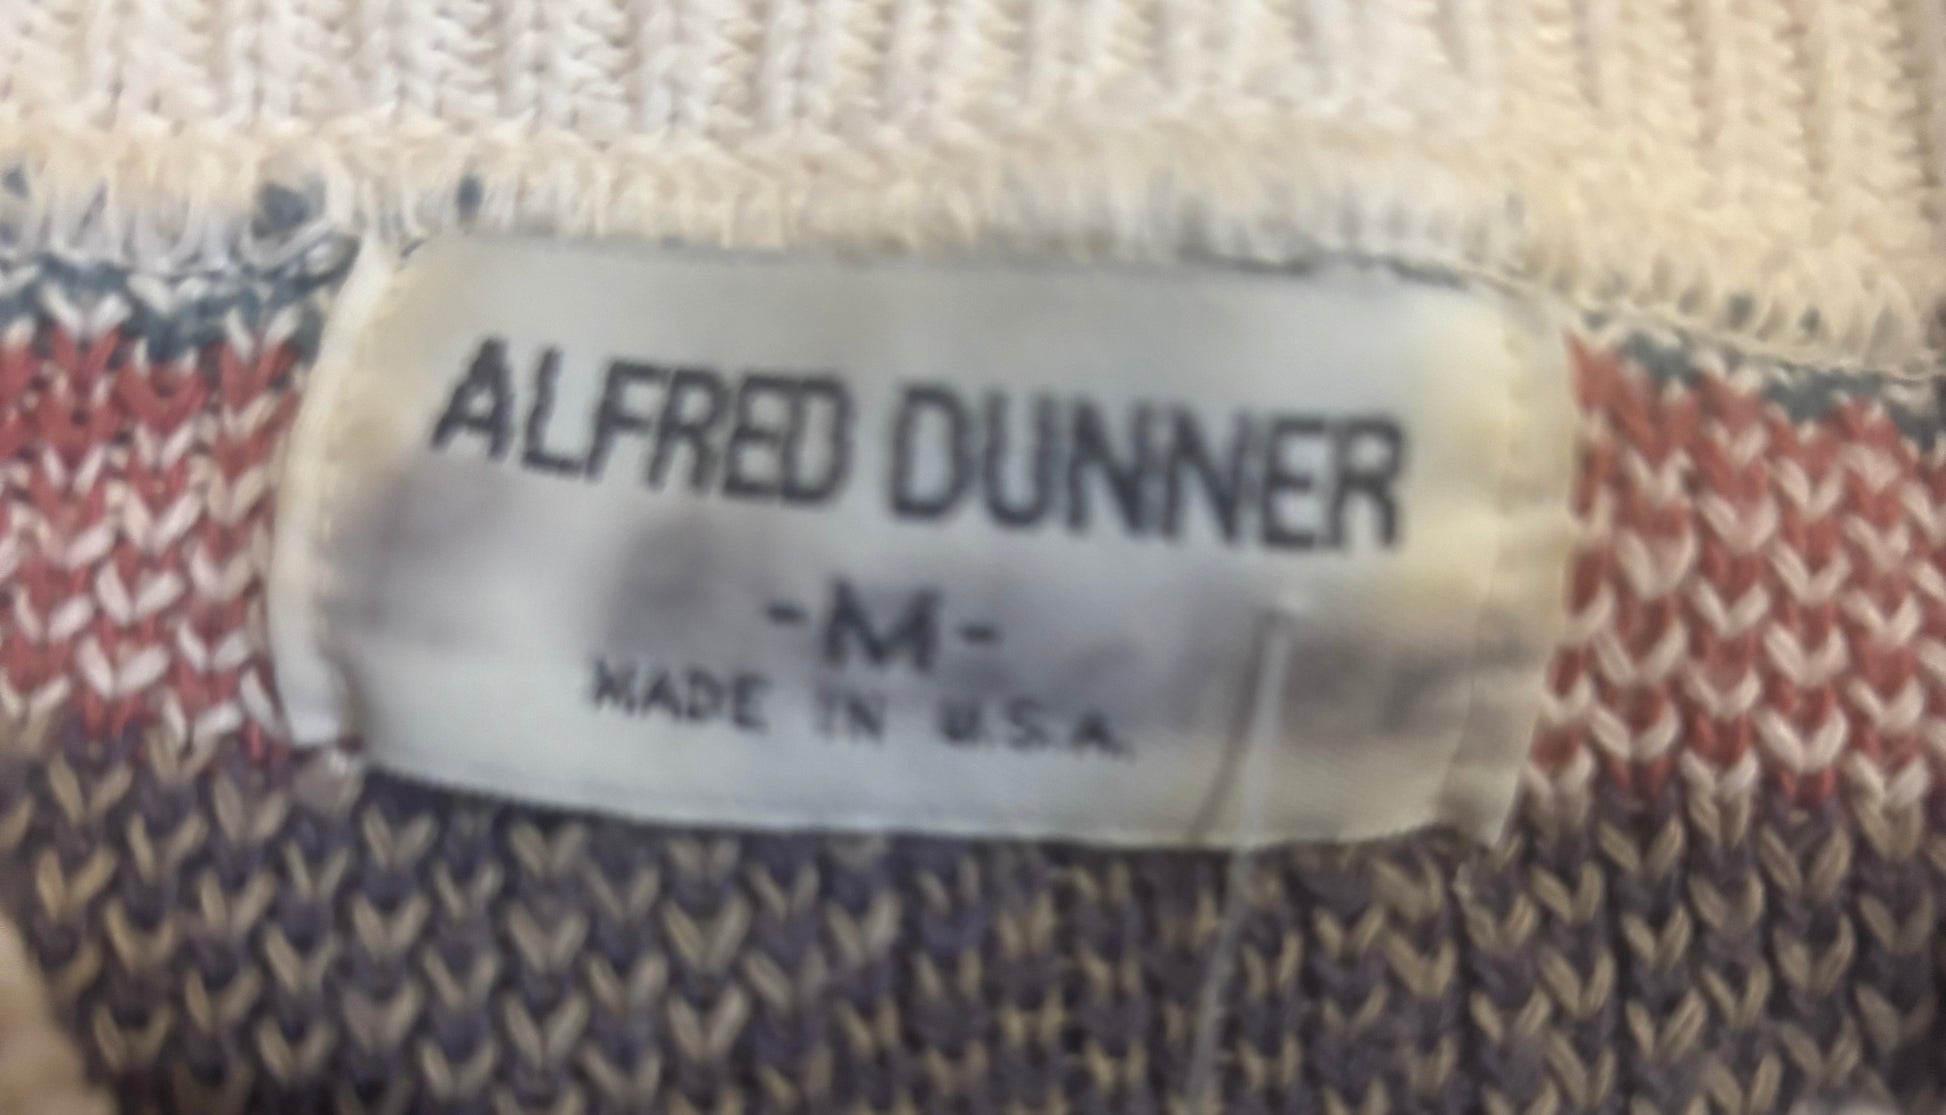 ALFRED DUNNER
-M-
MADE IN U.S.A.